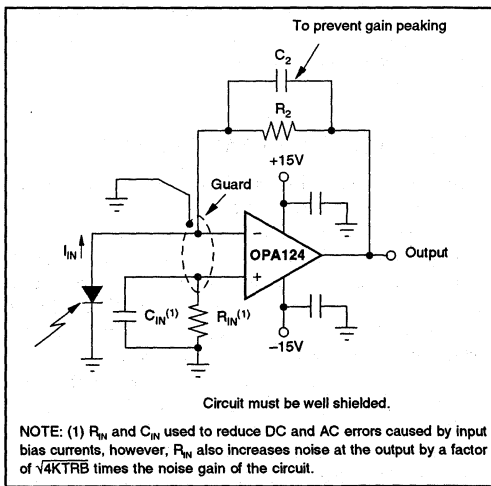 To prevent gain peaking
C2
R2
+15V
Guard
IIN
−
OPA124
Output
+
CIN(1)
RIN(1)
−15V
Circuit must be well shielded.
NOTE: (1) RIN and CIN used to reduce DC and AC errors caused by input
bias currents, however, RIN also increases noise at the output by a factor
of √4KTRB times the noise gain of the circuit.